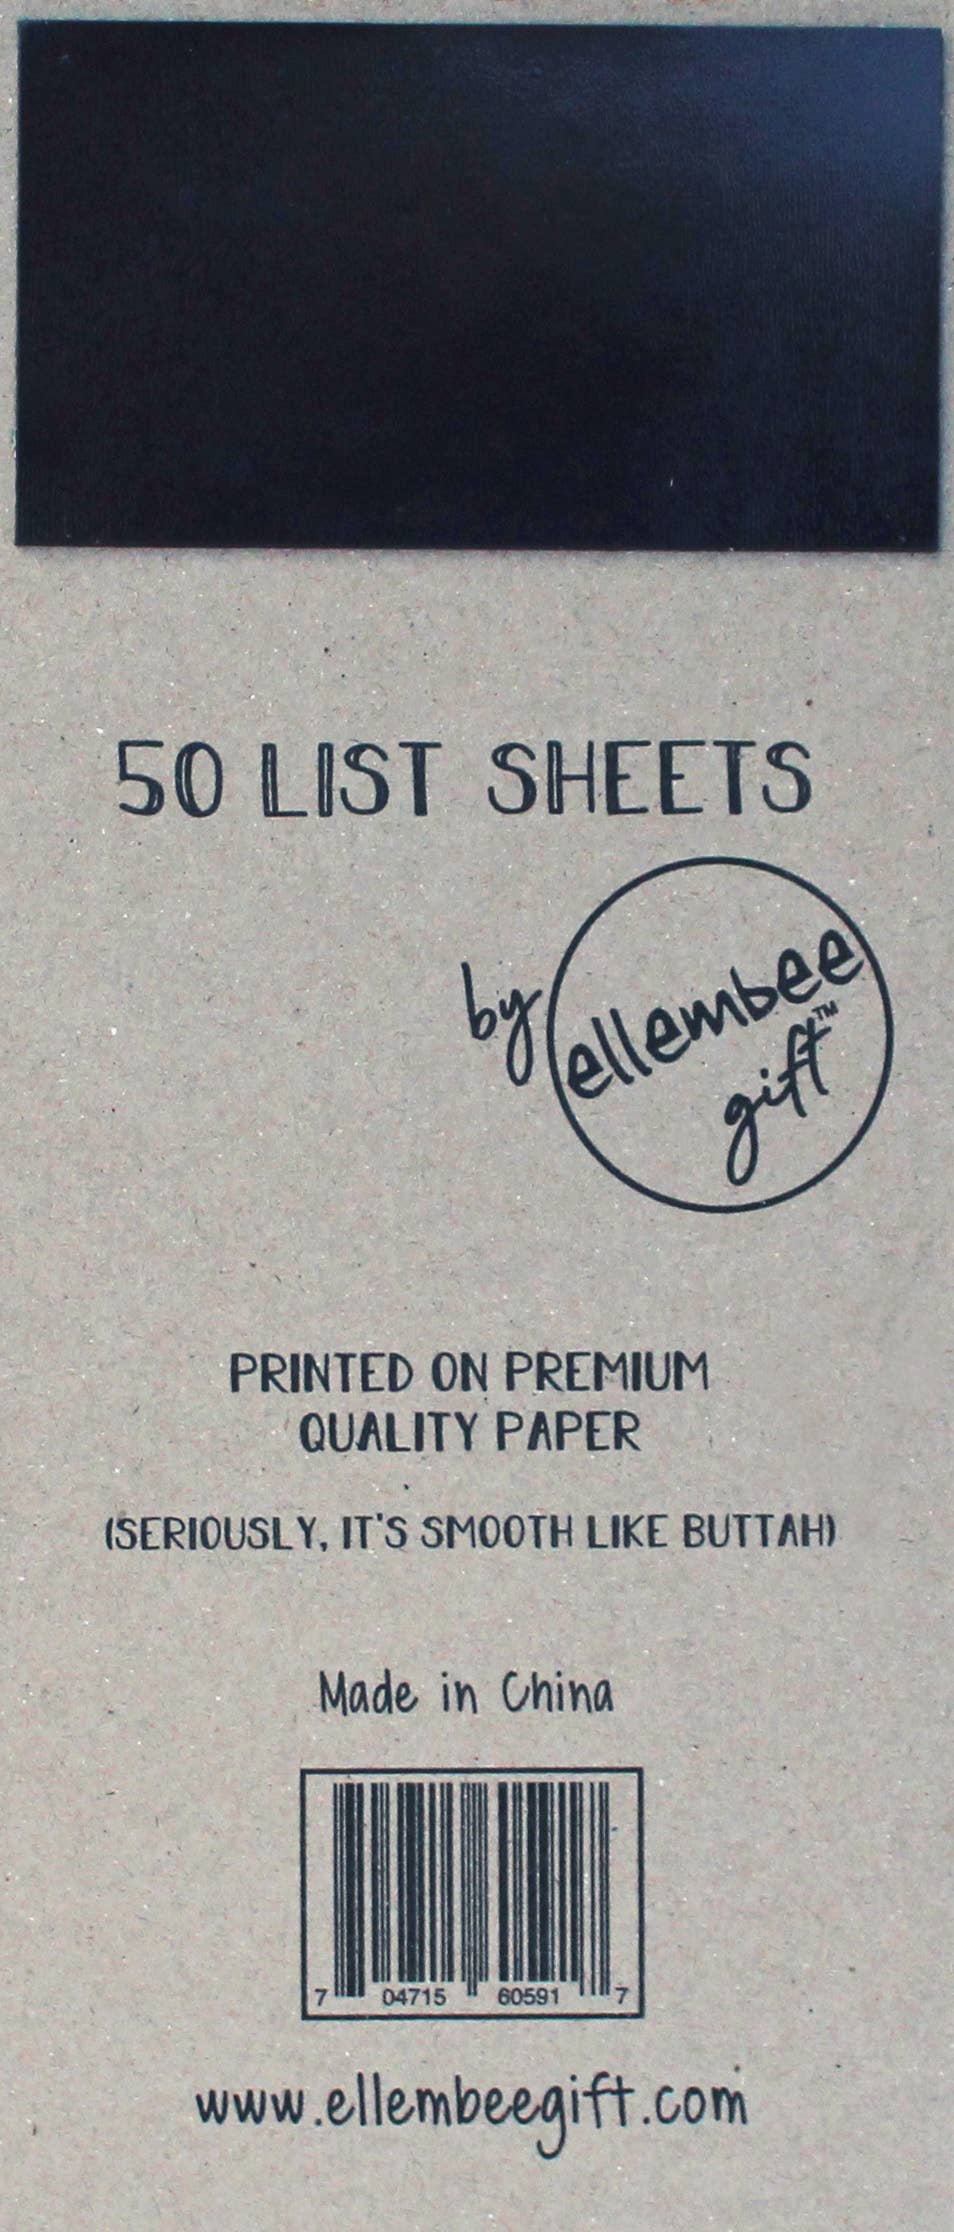 50 LIST SHEETS
by ellembee
gift™
PRINTED ON PREMIUM
QUALITY PAPER
(SERIOUSLY, IT'S SMOOTH LIKE BUTTAH)
Made in China
7 04715 60591 7
www.ellembeegift.com